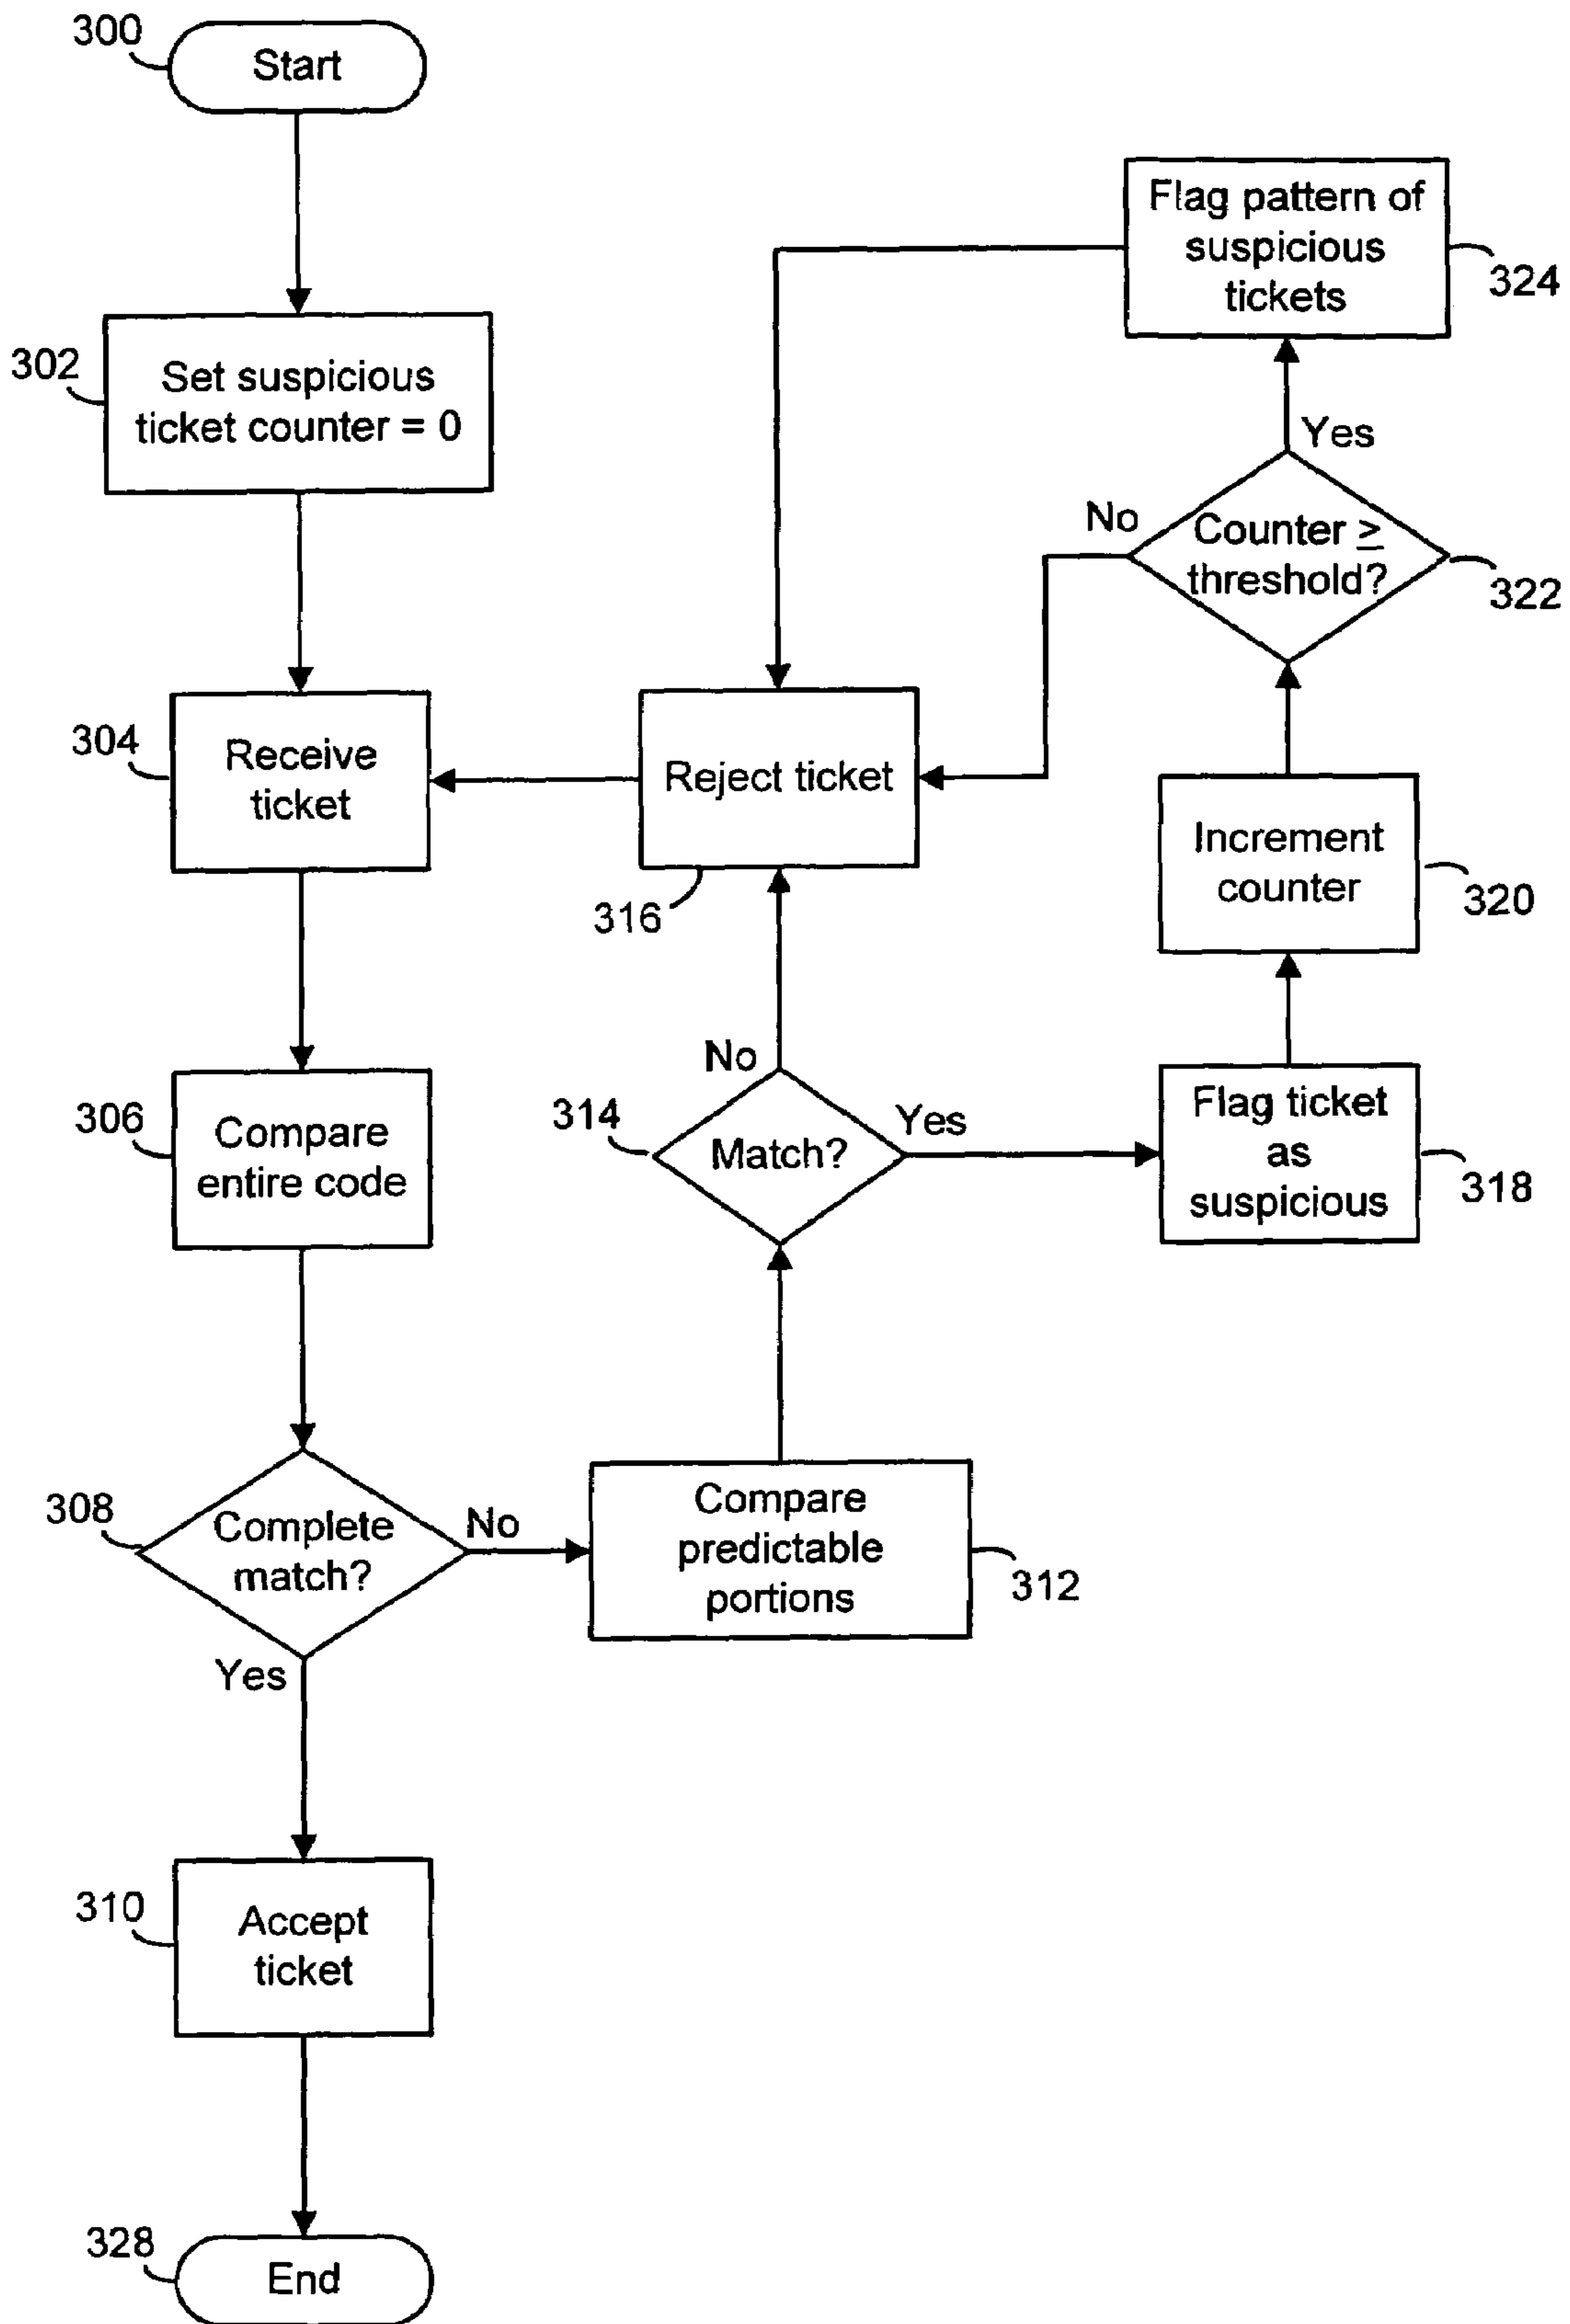 300
Start
302
Set suspicious
ticket counter = 0
304
Receive
ticket
306
Compare
entire code
308
Complete
match?
No
Yes
310
Accept
ticket
328
End
312
Compare
predictable
portions
314
Match?
No
Yes
316
Reject ticket
318
Flag ticket
as
suspicious
320
Increment
counter
322
Counter ≥
threshold?
No
Yes
324
Flag pattern of
suspicious
tickets